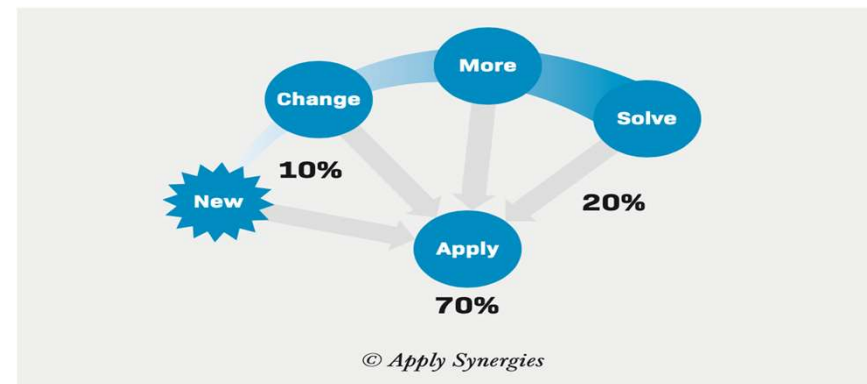 More
Change
Solve
10%
New
20%
Apply
70%
© Apply Synergies